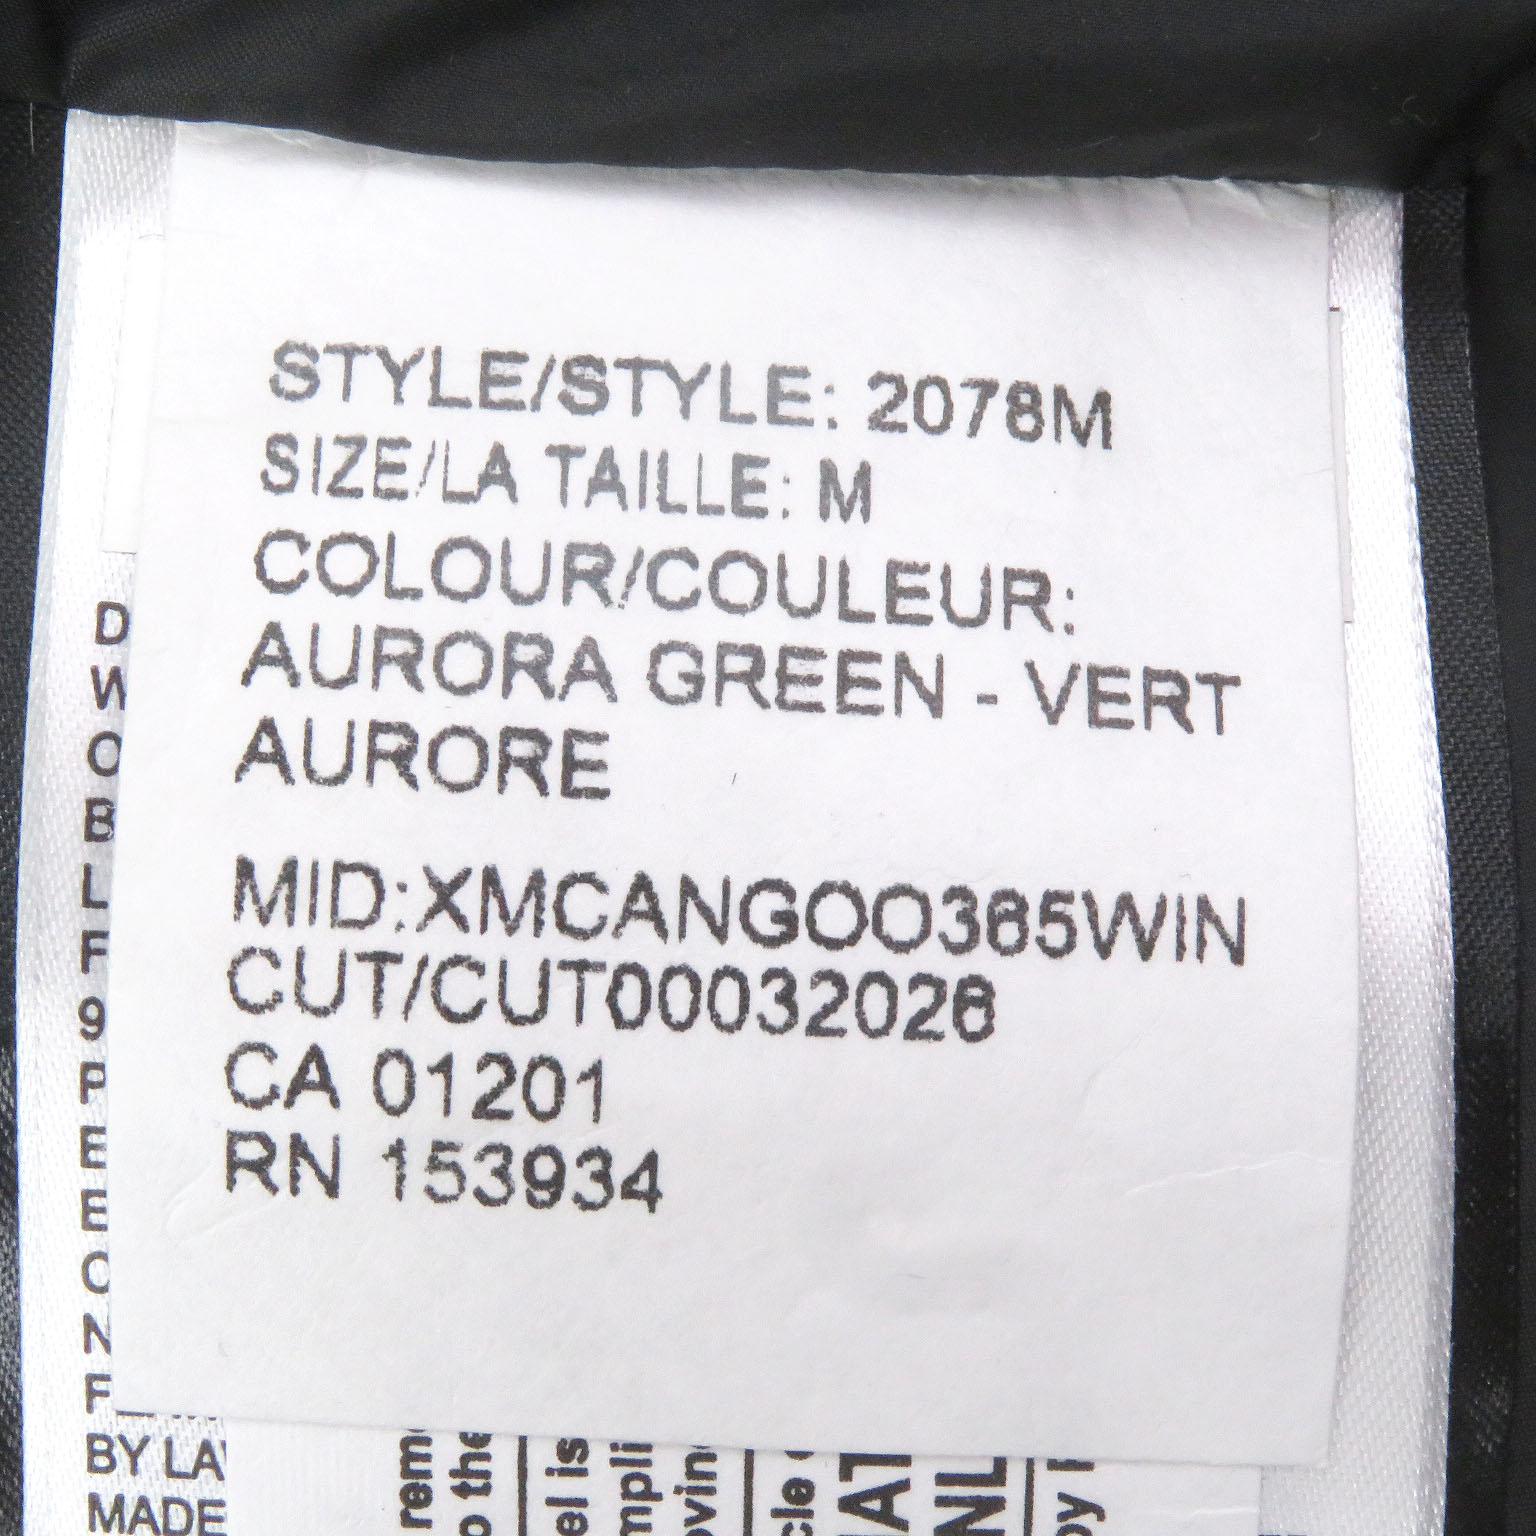 STYLE/STYLE: 2078M
SIZE/LA TAILLE: M
COLOUR/COULEUR:
AURORA GREEN - VERT
AURORE
MID:XMCANGOO365WIN
CUT/CUT00032028
CA 01201
RN 153934
BY LA
MADE